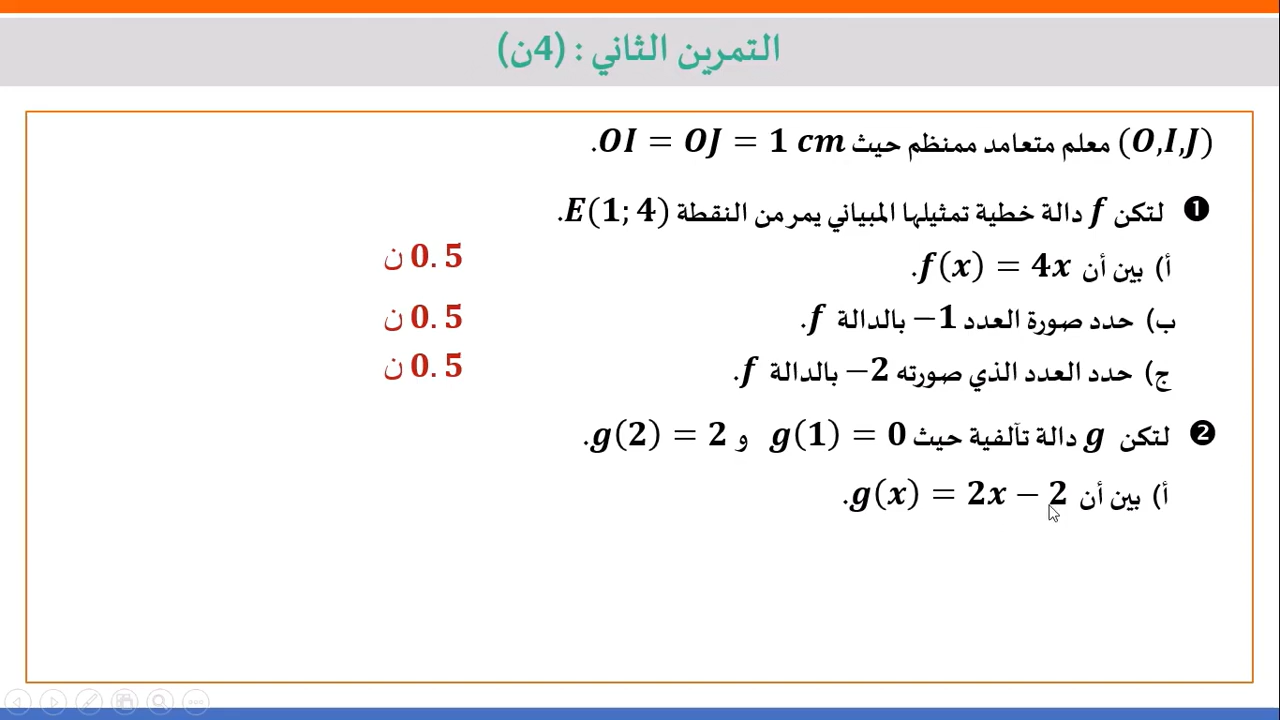 التمرين الثاني : (4ن)
(O,I,J) معلم متعامد ممنظم حيث OI = OJ = 1 cm.
❶ لتكن f دالة خطية تمثيلها المبياني يمر من النقطة E(1; 4).
أ) بين أن f(x) = 4x. 0.5 ن
ب) حدد صورة العدد −1 بالدالة f. 0.5 ن
ج) حدد العدد الذي صورته −2 بالدالة f. 0.5 ن
❷ لتكن g دالة تآلفية حيث g(1) = 0 و g(2) = 2.
أ) بين أن g(x) = 2x − 2.